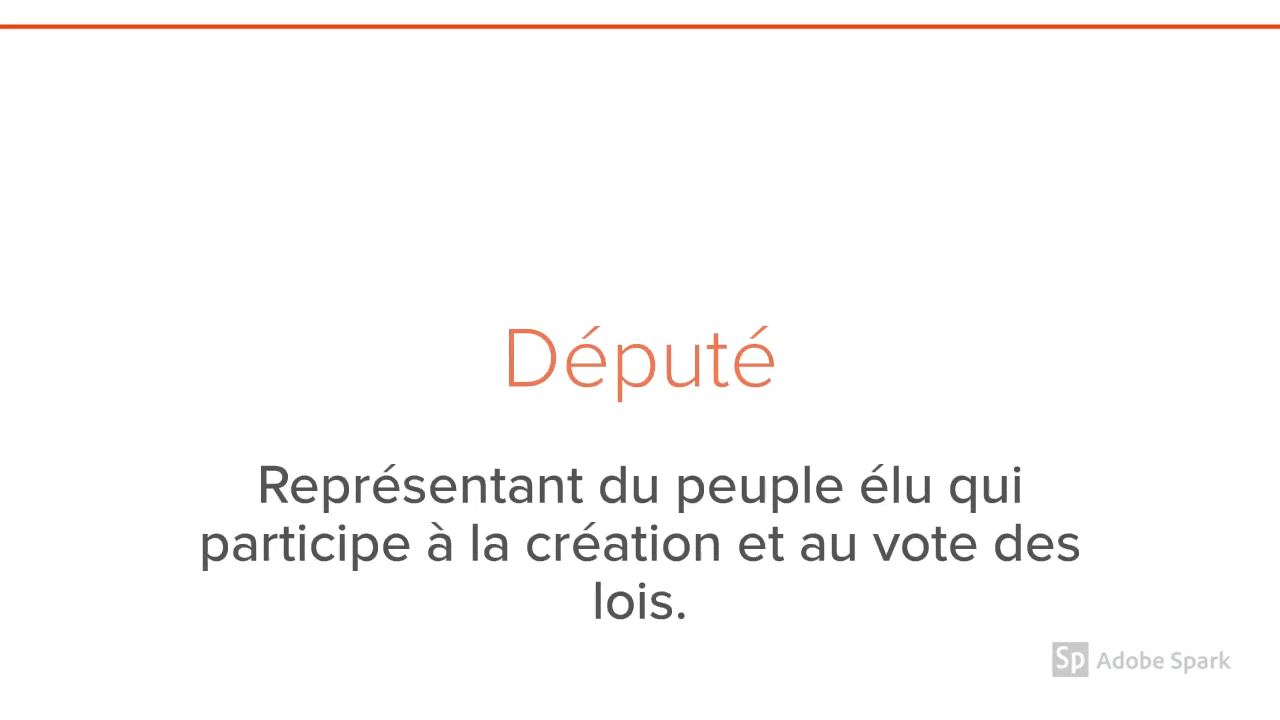 Député
Représentant du peuple élu qui
participe à la création et au vote des
lois.
Sp Adobe Spark